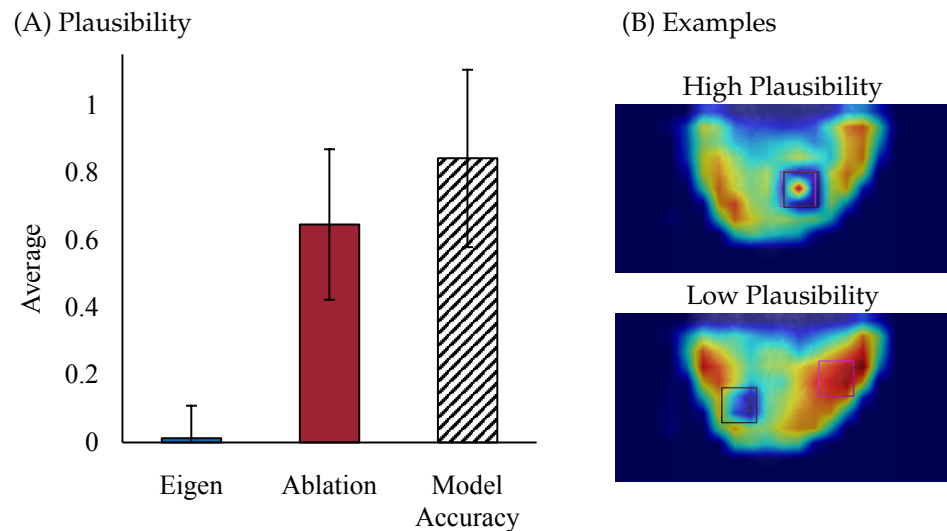 (A) Plausibility
Average
1
0.8
0.6
0.4
0.2
0
Eigen
Ablation
Model
Accuracy
(B) Examples
High Plausibility
Low Plausibility